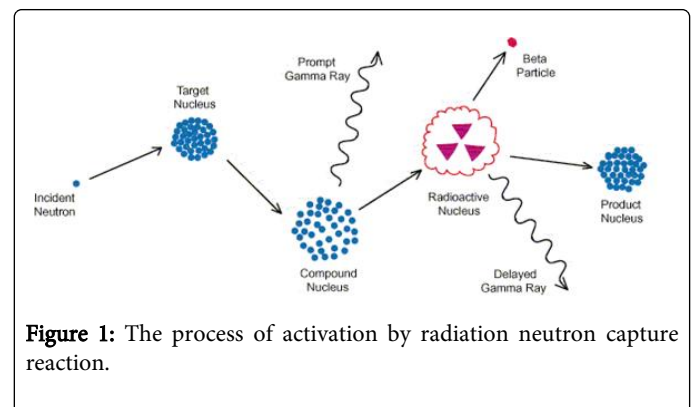 Prompt
Gamma Ray
Beta
Particle
Target
Nucleus
Incident
Neutron
Compound
Nucleus
Radioactive
Nucleus
Product
Nucleus
Delayed
Gamma Ray
Figure 1: The process of activation by radiation neutron capture
reaction.